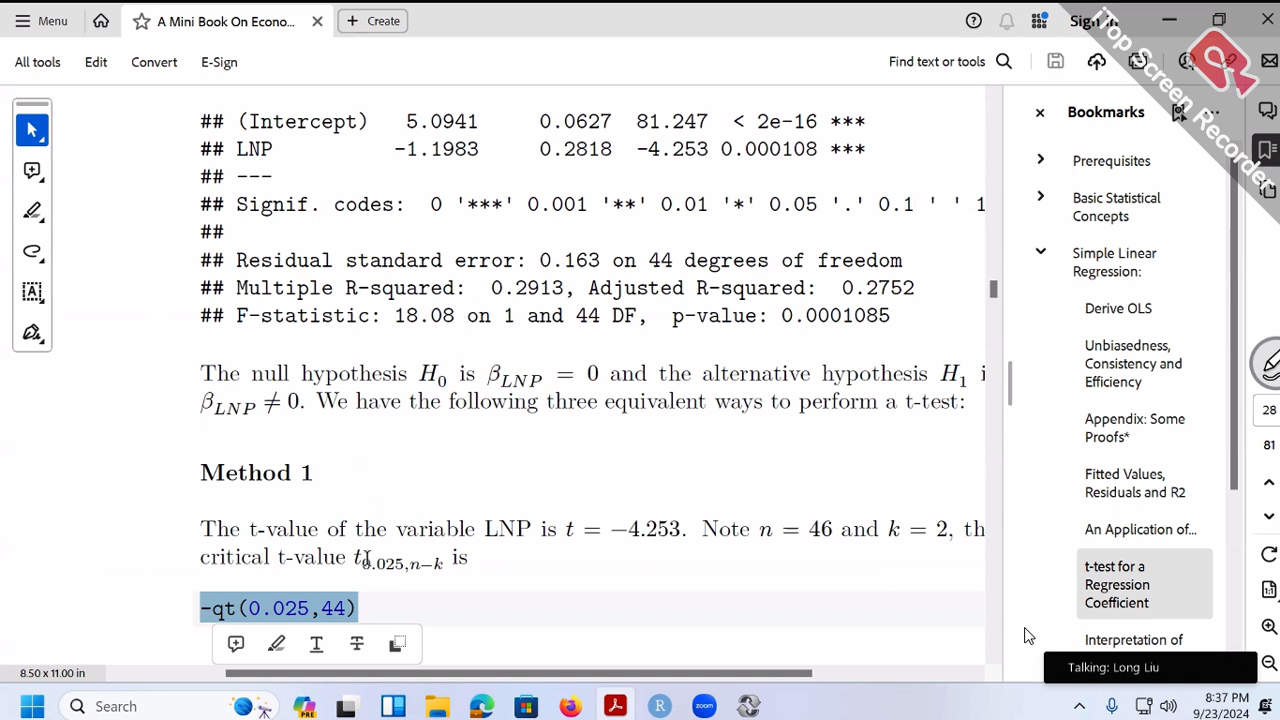 Menu
A Mini Book On Econo...
Create
Sign in
All tools
Edit
Convert
E-Sign
Find text or tools
iTop Screen Recorder
## (Intercept) 5.0941 0.0627 81.247 < 2e-16 ***
## LNP -1.1983 0.2818 -4.253 0.000108 ***
## ---
## Signif. codes: 0 '***' 0.001 '**' 0.01 '*' 0.05 '.' 0.1 ' ' 1
##
## Residual standard error: 0.163 on 44 degrees of freedom
## Multiple R-squared: 0.2913, Adjusted R-squared: 0.2752
## F-statistic: 18.08 on 1 and 44 DF, p-value: 0.0001085
The null hypothesis H0 is βLNP = 0 and the alternative hypothesis H1 i
βLNP ≠ 0. We have the following three equivalent ways to perform a t-test:
Method 1
The t-value of the variable LNP is t = −4.253. Note n = 46 and k = 2, th
critical t-value t0.025,n−k is
-qt(0.025,44)
8.50 x 11.00 in
Bookmarks
Prerequisites
Basic Statistical
Concepts
Simple Linear
Regression:
Derive OLS
Unbiasedness,
Consistency and
Efficiency
Appendix: Some
Proofs*
Fitted Values,
Residuals and R2
An Application of...
t-test for a
Regression
Coefficient
Interpretation of
28
81
Talking: Long Liu
Search
8:37 PM
9/23/2024